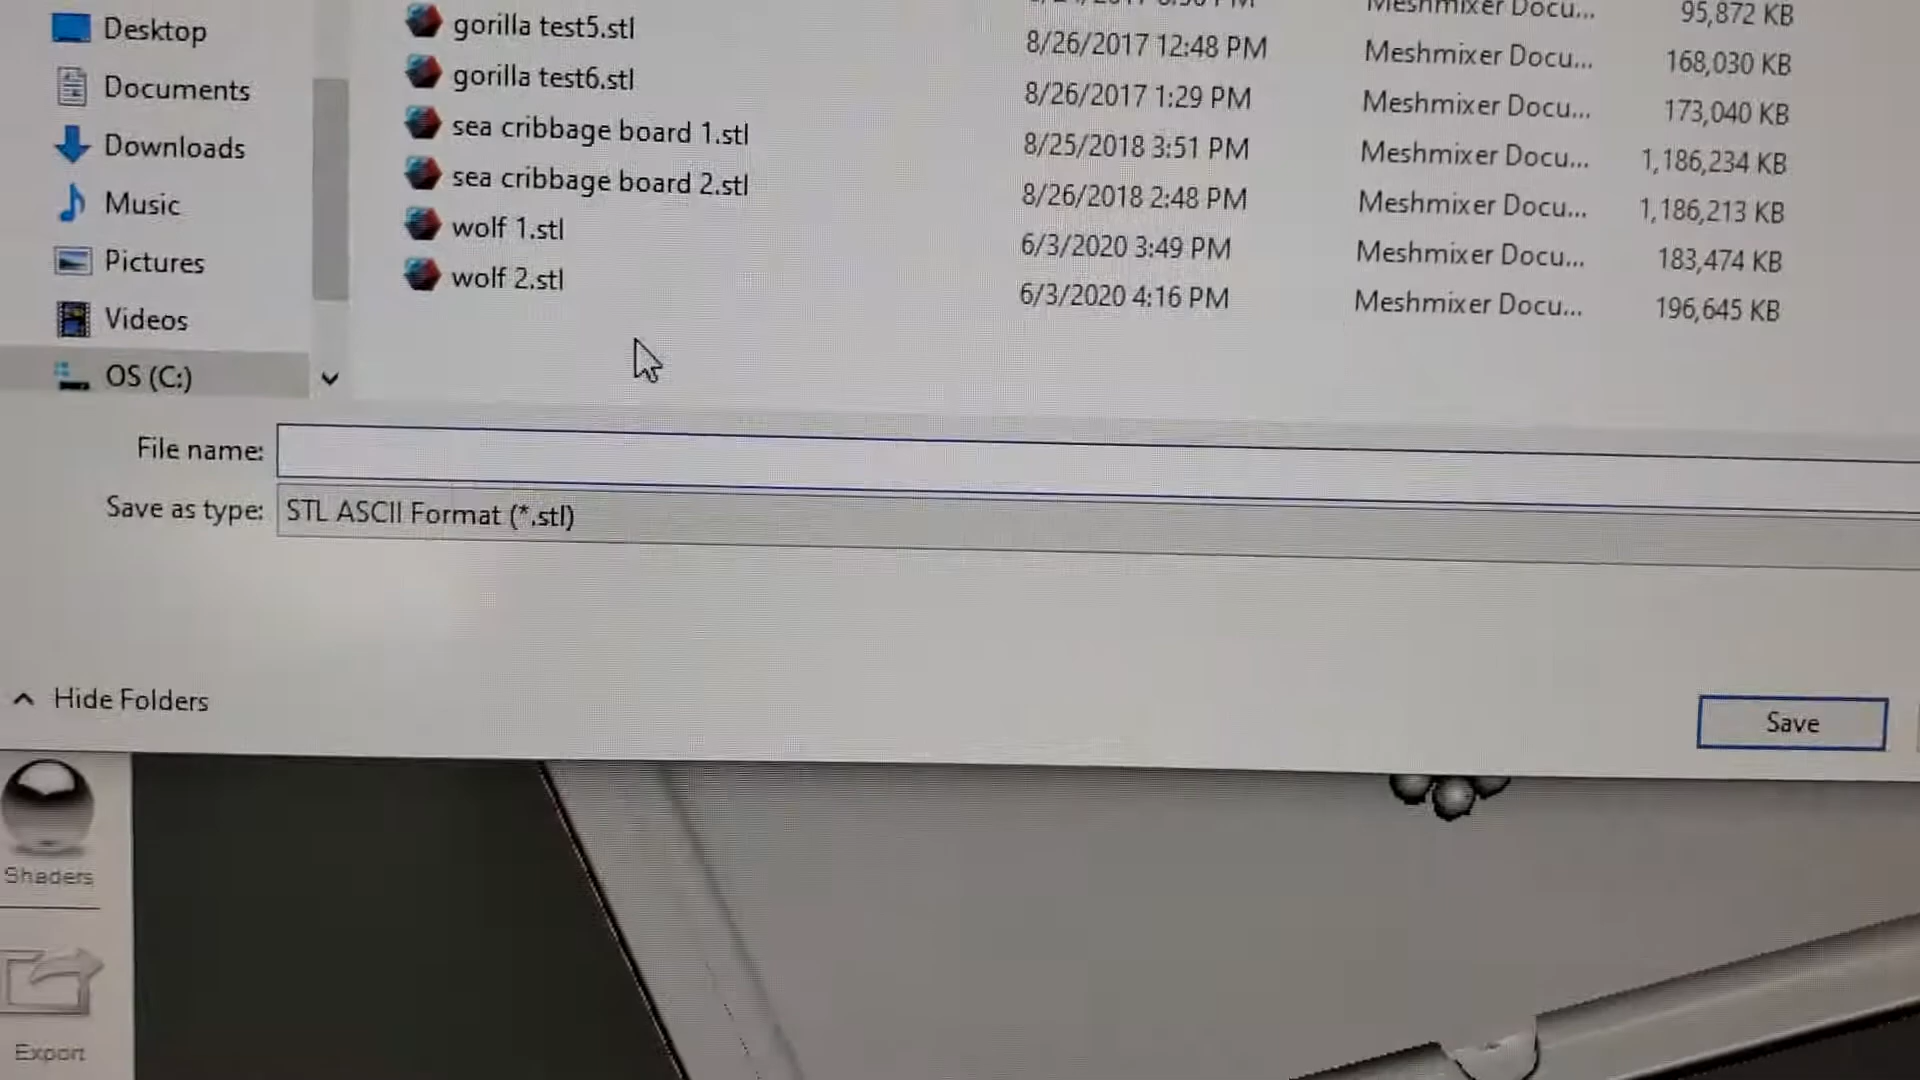 Desktop
Documents
Downloads
Music
Pictures
Videos
OS (C:)
Meshmixer Docu... 95,872 KB
gorilla test5.stl 8/26/2017 12:48 PM Meshmixer Docu... 168,030 KB
gorilla test6.stl 8/26/2017 1:29 PM Meshmixer Docu... 173,040 KB
sea cribbage board 1.stl 8/25/2018 3:51 PM Meshmixer Docu... 1,186,234 KB
sea cribbage board 2.stl 8/26/2018 2:48 PM Meshmixer Docu... 1,186,213 KB
wolf 1.stl 6/3/2020 3:49 PM Meshmixer Docu... 183,474 KB
wolf 2.stl 6/3/2020 4:16 PM Meshmixer Docu... 196,645 KB
File name:
Save as type: STL ASCII Format (*.stl)
Hide Folders
Save
Shaders
Export